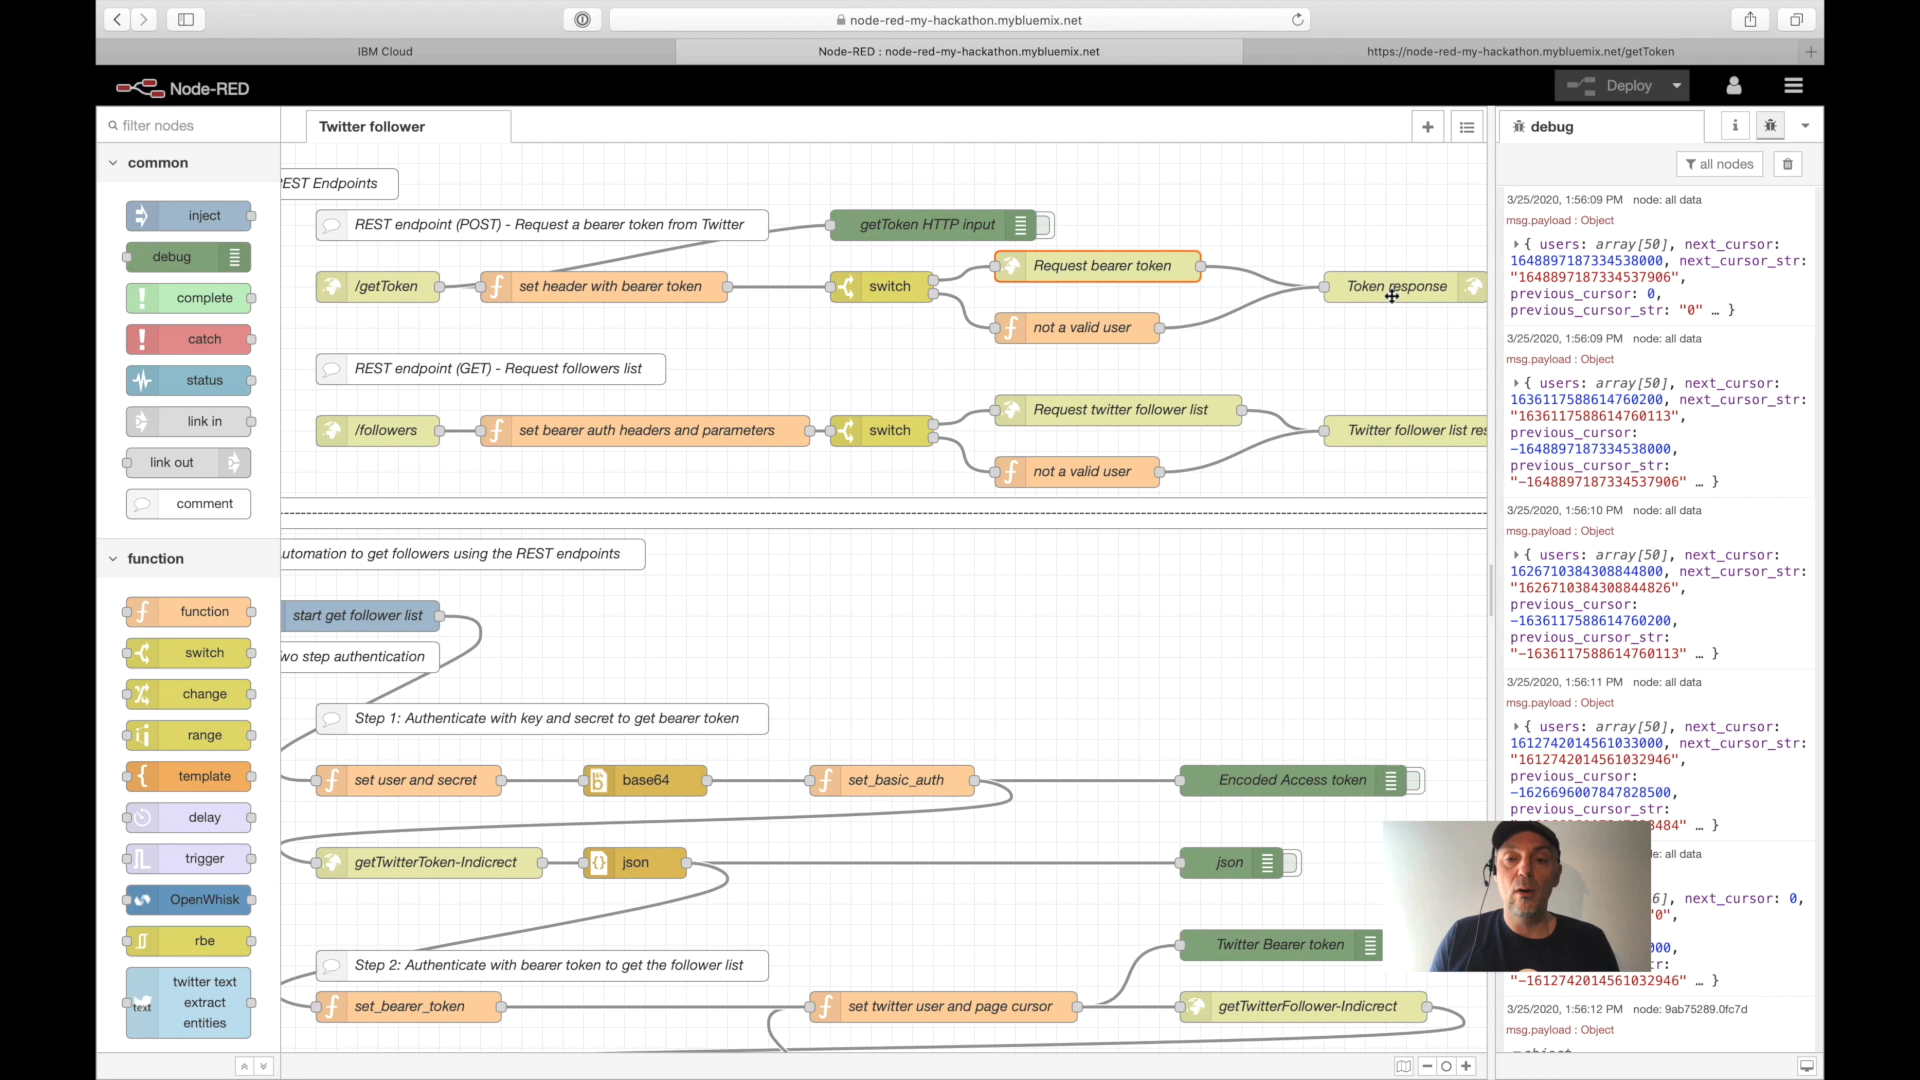 node-red-my-hackathon.mybluemix.net
IBM Cloud
Node-RED : node-red-my-hackathon.mybluemix.net
https://node-red-my-hackathon.mybluemix.net/getToken
Node-RED
Deploy
filter nodes
common
inject
debug
complete
catch
status
link in
link out
comment
function
function
switch
change
range
template
delay
trigger
OpenWhisk
rbe
text
twitter text
extract
entities
Twitter follower
REST Endpoints
REST endpoint (POST) - Request a bearer token from Twitter
getToken HTTP input
Request bearer token
/getToken
set header with bearer token
switch
Token response
not a valid user
REST endpoint (GET) - Request followers list
Request twitter follower list
/followers
set bearer auth headers and parameters
switch
Twitter follower list res
not a valid user
utomation to get followers using the REST endpoints
start get follower list
wo step authentication
Step 1: Authenticate with key and secret to get bearer token
set user and secret
base64
set_basic_auth
Encoded Access token
getTwitterToken-Indicrect
json
json
Twitter Bearer token
Step 2: Authenticate with bearer token to get the follower list
set_bearer_token
set twitter user and page cursor
getTwitterFollower-Indicrect
debug
i
all nodes
3/25/2020, 1:56:09 PM node: all data
msg.payload : Object
{ users: array[50], next_cursor:
1648897187334538000, next_cursor_str:
"1648897187334537906",
previous_cursor: 0,
previous_cursor_str: "0" … }
3/25/2020, 1:56:09 PM node: all data
msg.payload : Object
{ users: array[50], next_cursor:
1636117588614760200, next_cursor_str:
"1636117588614760113",
previous_cursor:
-1648897187334538000,
previous_cursor_str:
"-1648897187334537906" … }
3/25/2020, 1:56:10 PM node: all data
msg.payload : Object
{ users: array[50], next_cursor:
1626710384308844800, next_cursor_str:
"1626710384308844826",
previous_cursor:
-1636117588614760200,
previous_cursor_str:
"-1636117588614760113" … }
3/25/2020, 1:56:11 PM node: all data
msg.payload : Object
{ users: array[50], next_cursor:
1612742014561033000, next_cursor_str:
"1612742014561032946",
previous_cursor:
-1626696007847828500,
previous_cursor_str:
484" … }
le: all data
6], next_cursor: 0,
"0",
000,
"-1612742014561032946" … }
3/25/2020, 1:56:12 PM node: 9ab75289.0fc7d
msg.payload : Object